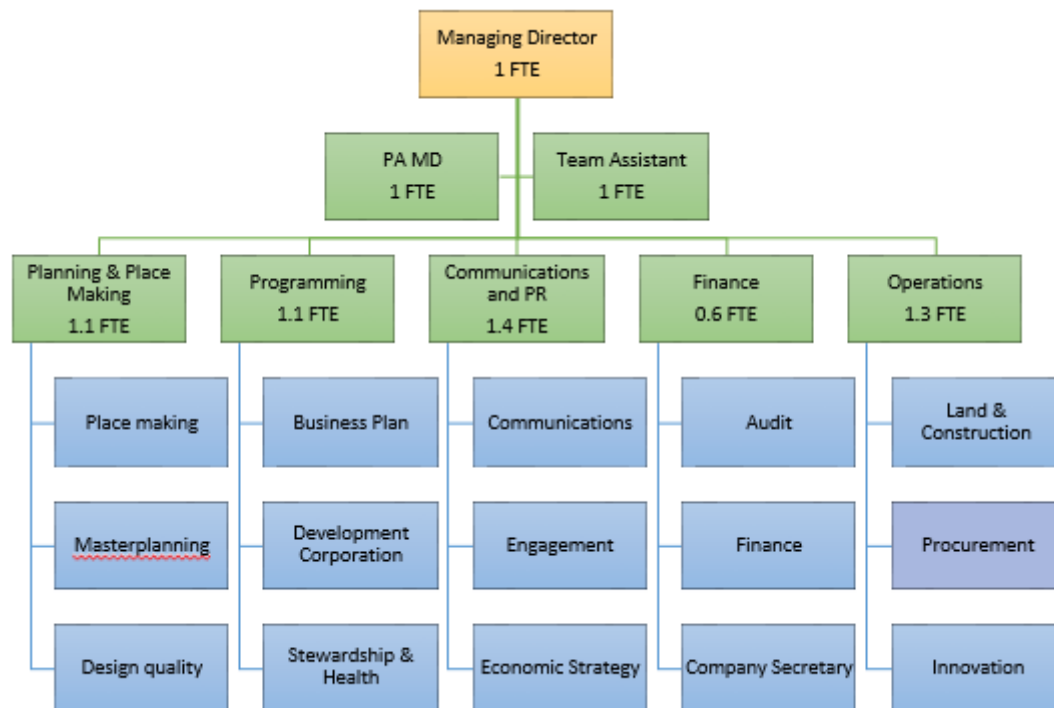 Managing Director
1 FTE
PA MD
1 FTE
Team Assistant
1 FTE
Planning & Place
Making
1.1 FTE
Programming
1.1 FTE
Communications
and PR
1.4 FTE
Finance
0.6 FTE
Operations
1.3 FTE
Place making
Business Plan
Communications
Audit
Land &
Construction
Masterplanning
Development
Corporation
Engagement
Finance
Procurement
Design quality
Stewardship &
Health
Economic Strategy
Company Secretary
Innovation